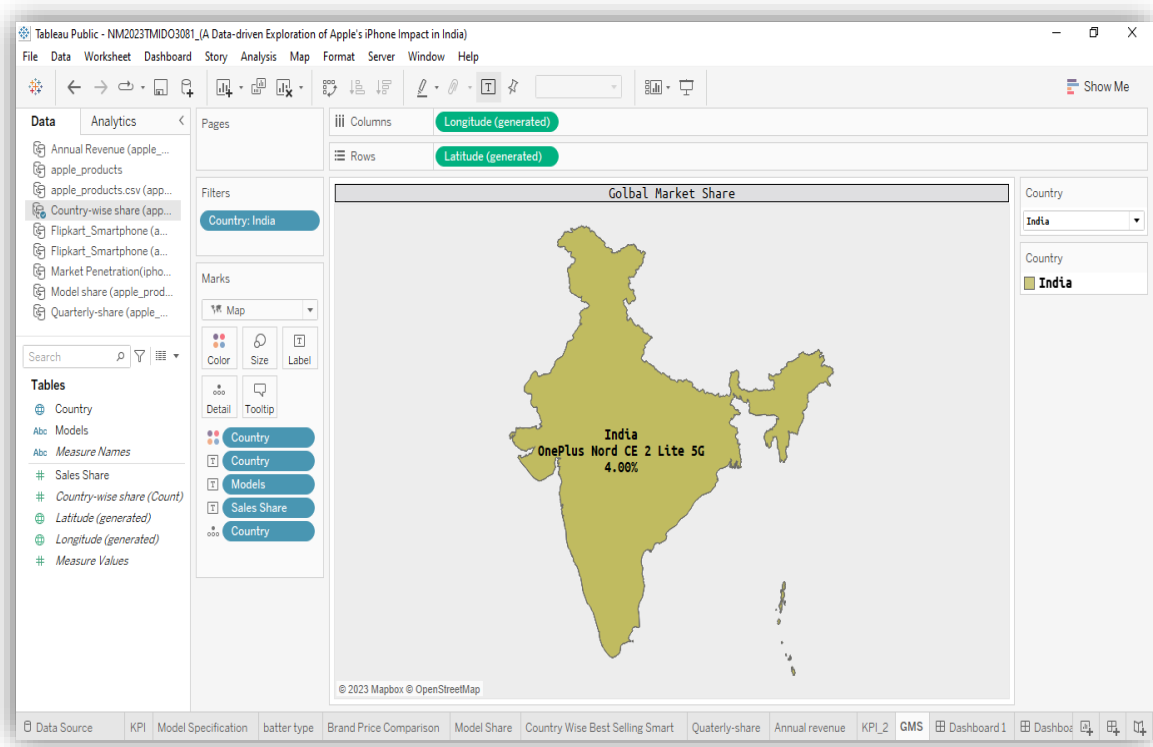 Tableau Public - NM2023TMIDO3081_(A Data-driven Exploration of Apple's iPhone Impact in India)
File Data Worksheet Dashboard Story Analysis Map Format Server Window Help
T
Show Me
Data Analytics
Annual Revenue (apple_...
apple_products
apple_products.csv (app...
Country-wise share (app...
Flipkart_Smartphone (a...
Flipkart_Smartphone (a...
Market Penetration(ipho...
Model share (apple_prod...
Quarterly-share (apple_...
Search
Tables
Country
Abc Models
Abc Measure Names
# Sales Share
# Country-wise share (Count)
Latitude (generated)
Longitude (generated)
# Measure Values
Pages
Filters
Country: India
Marks
Map
Color Size Label
Detail Tooltip
Country
T Country
T Models
T Sales Share
Country
Columns Longitude (generated)
Rows Latitude (generated)
Golbal Market Share
India
OnePlus Nord CE 2 Lite 5G
4.00%
© 2023 Mapbox © OpenStreetMap
Country
India
Country
India
Data Source KPI Model Specification batter type Brand Price Comparison Model Share Country Wise Best Selling Smart Quaterly-share Annual revenue KPI_2 GMS Dashboard 1 Dashboa